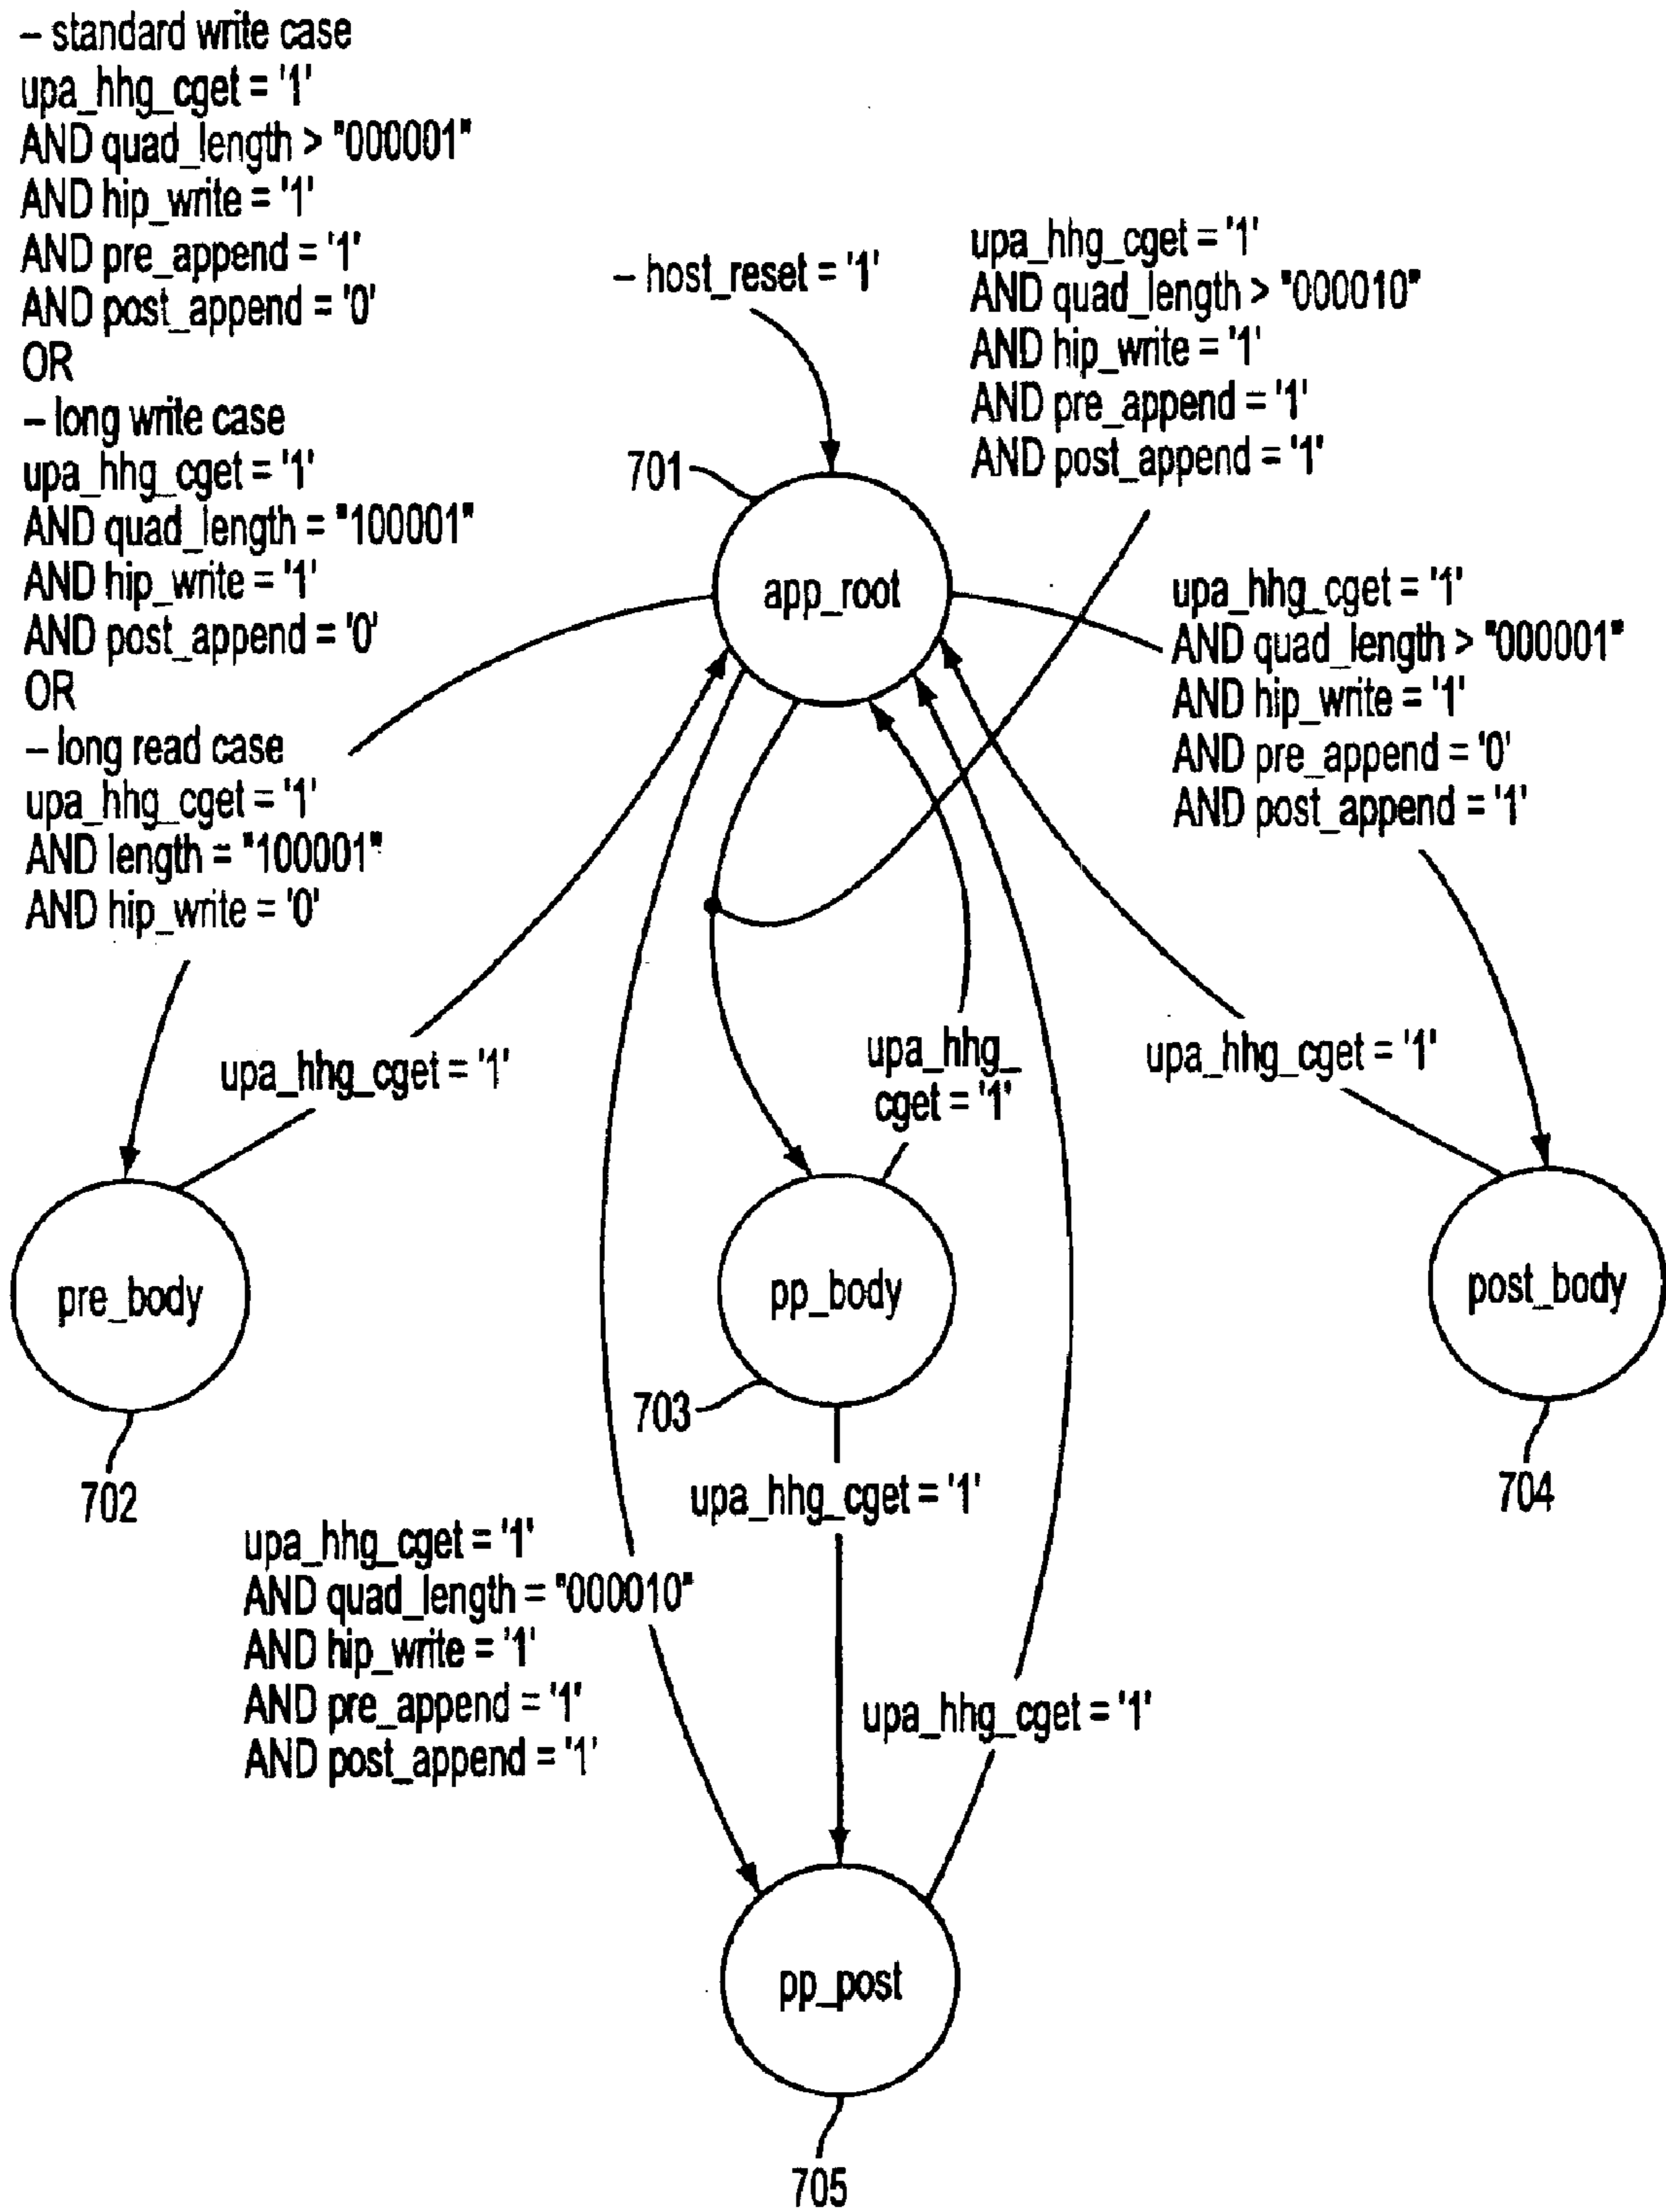 – standard write case
upa_hhg_cget = '1'
AND quad_length > "000001"
AND hip_write = '1'
AND pre_append = '1'
AND post_append = '0'
OR
– long write case
upa_hhg_cget = '1'
AND quad_length = "100001"
AND hip_write = '1'
AND post_append = '0'
OR
– long read case
upa_hhg_cget = '1'
AND length = "100001"
AND hip_write = '0'
– host_reset = '1'
upa_hhg_cget = '1'
AND quad_length > "000010"
AND hip_write = '1'
AND pre_append = '1'
AND post_append = '1'
701
app_root
upa_hhg_cget = '1'
AND quad_length > "000001"
AND hip_write = '1'
AND pre_append = '0'
AND post_append = '1'
upa_hhg_cget = '1'
upa_hhg_
cget = '1'
upa_hhg_cget = '1'
pre_body
pp_body
post_body
702
703
704
upa_hhg_cget = '1'
upa_hhg_cget = '1'
AND quad_length = "000010"
AND hip_write = '1'
AND pre_append = '1'
AND post_append = '1'
upa_hhg_cget = '1'
pp_post
705